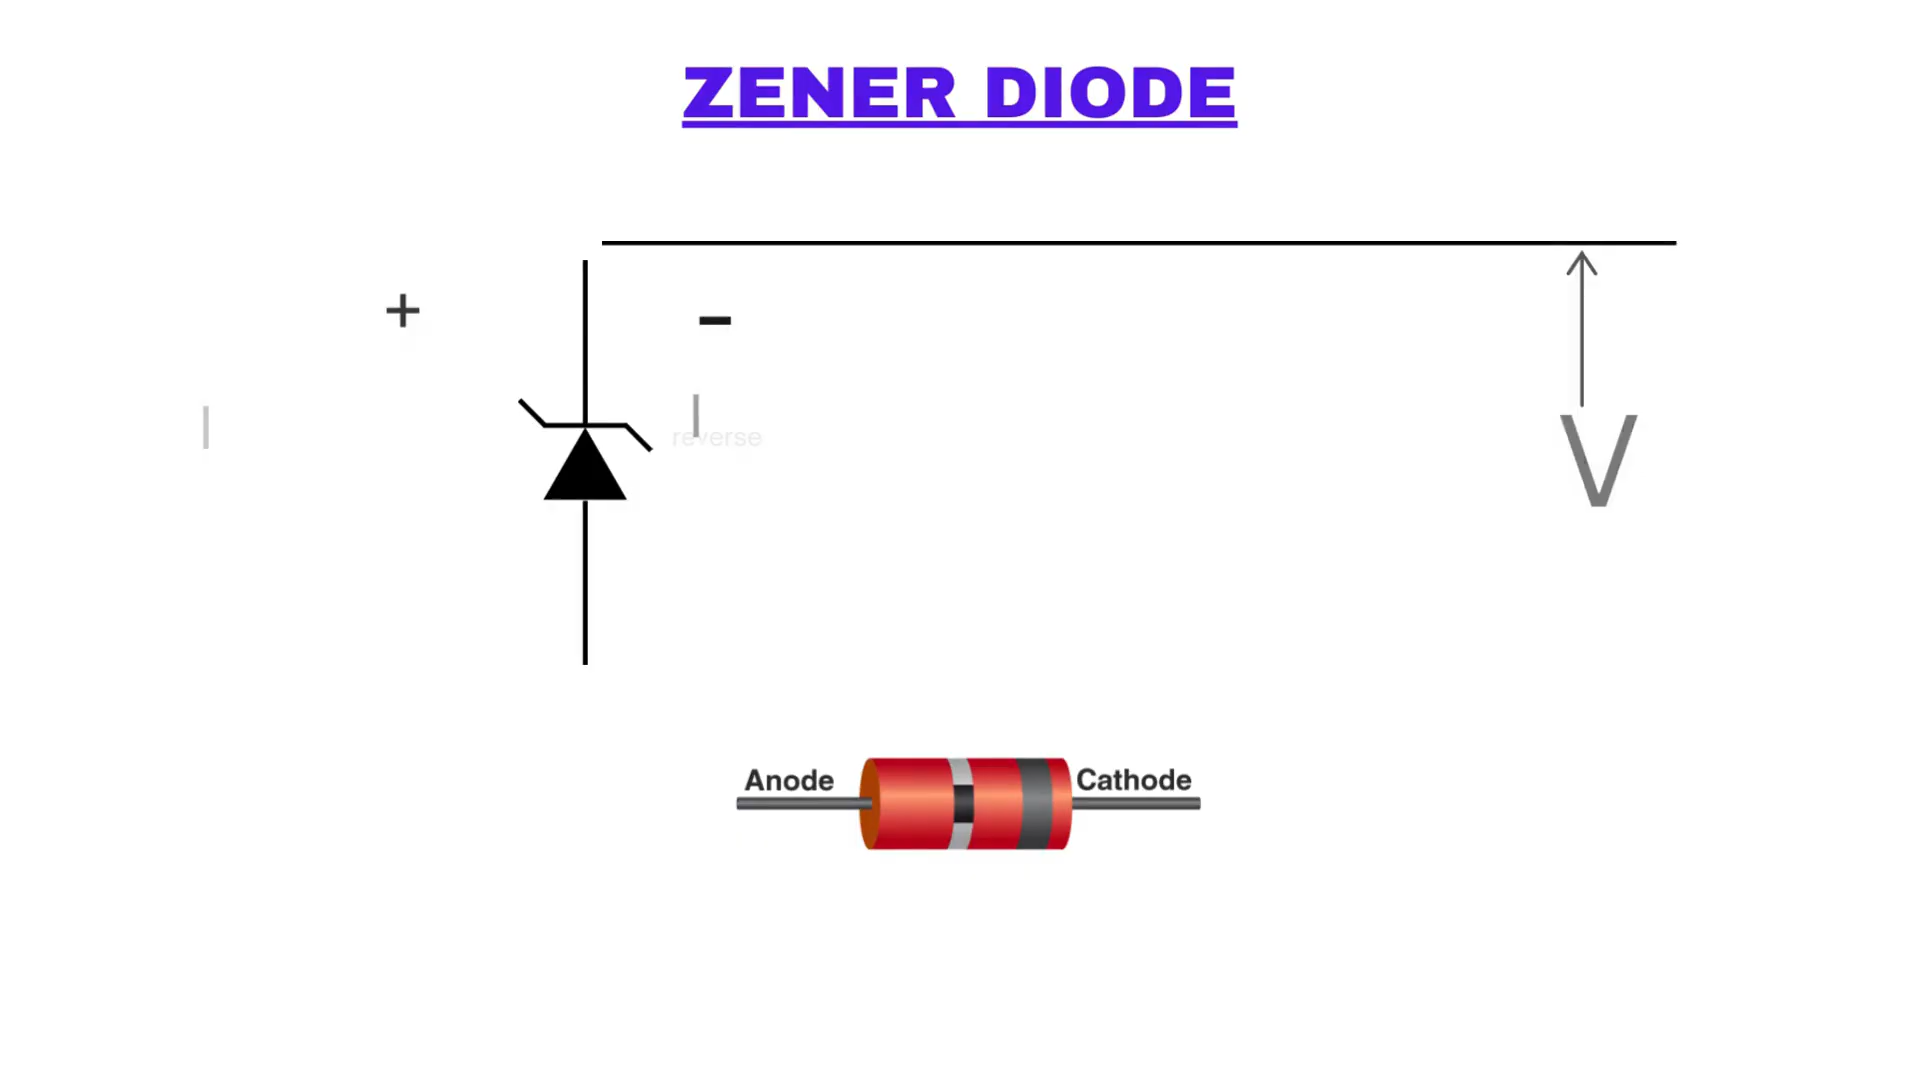 ZENER DIODE
+
-
I
I
reverse
V
Anode
Cathode